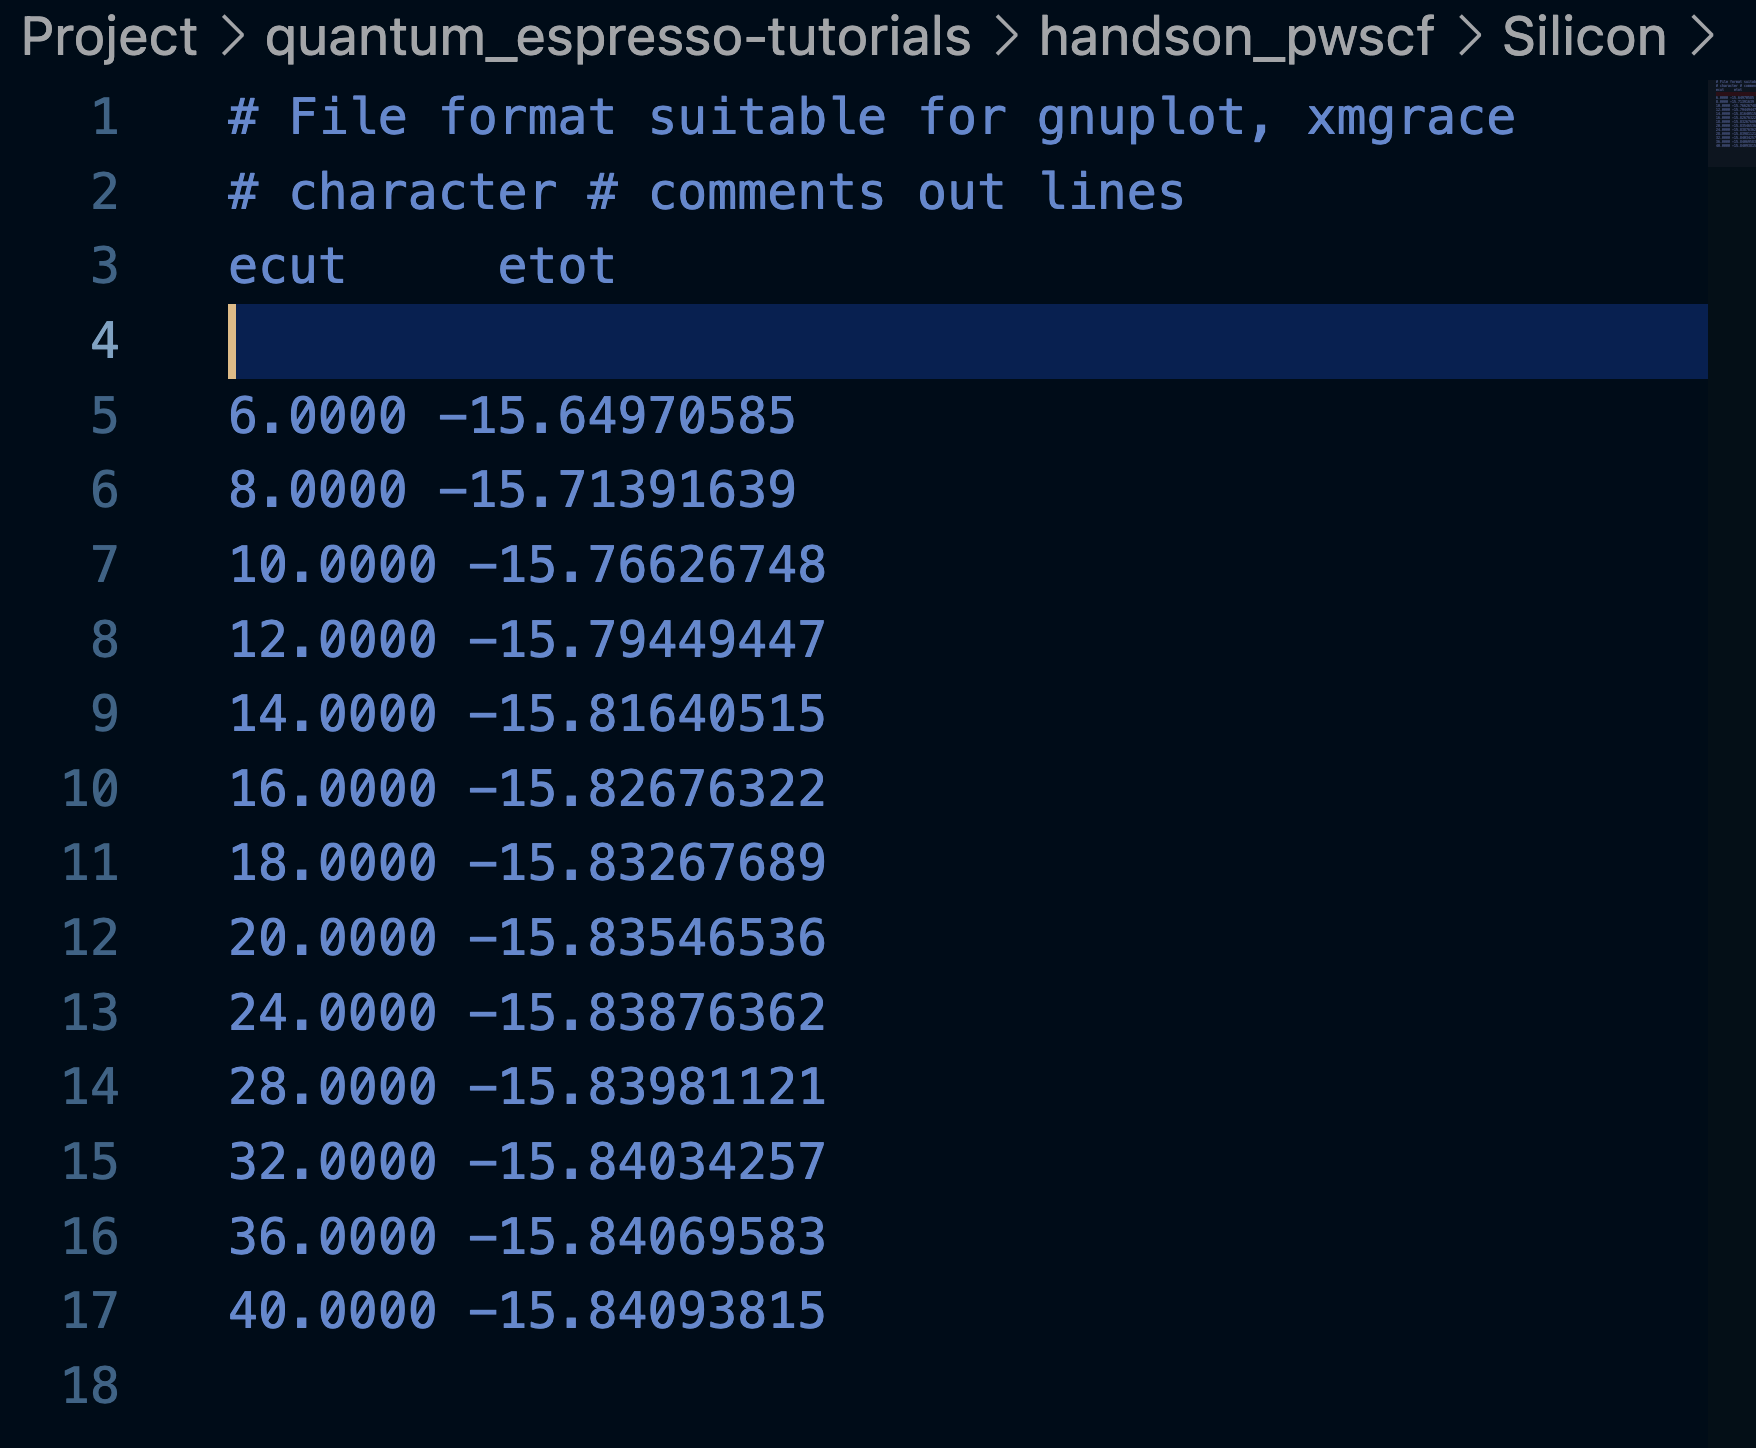 Project > quantum_espresso-tutorials > handson_pwscf > Silicon >
1 # File format suitable for gnuplot, xmgrace
2 # character # comments out lines
3 ecut etot
4
5 6.0000 -15.64970585
6 8.0000 -15.71391639
7 10.0000 -15.76626748
8 12.0000 -15.79449447
9 14.0000 -15.81640515
10 16.0000 -15.82676322
11 18.0000 -15.83267689
12 20.0000 -15.83546536
13 24.0000 -15.83876362
14 28.0000 -15.83981121
15 32.0000 -15.84034257
16 36.0000 -15.84069583
17 40.0000 -15.84093815
18